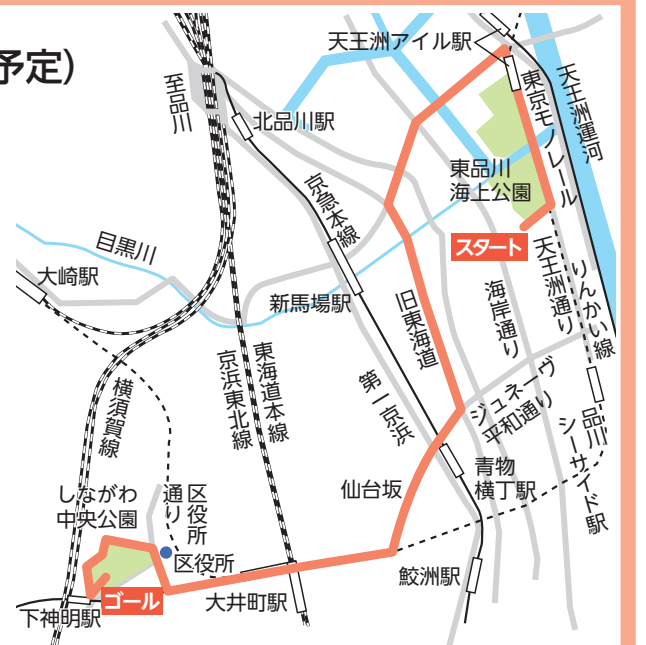 予定)
天王洲アイル駅
至品川
北品川駅
東京モノレール
天王洲運河
東品川
海上公園
スタート
京急本線
目黒川
大崎駅
新馬場駅
旧東海道
海岸通り
天王洲通り
りんかい線
横須賀線
京浜東北線
東海道本線
第一京浜
ジュネーヴ
平和通り
品川
シーサイド駅
青物
横丁駅
仙台坂
しながわ
中央公園
区役所
通り
区役所
鮫洲駅
ゴール
大井町駅
下神明駅